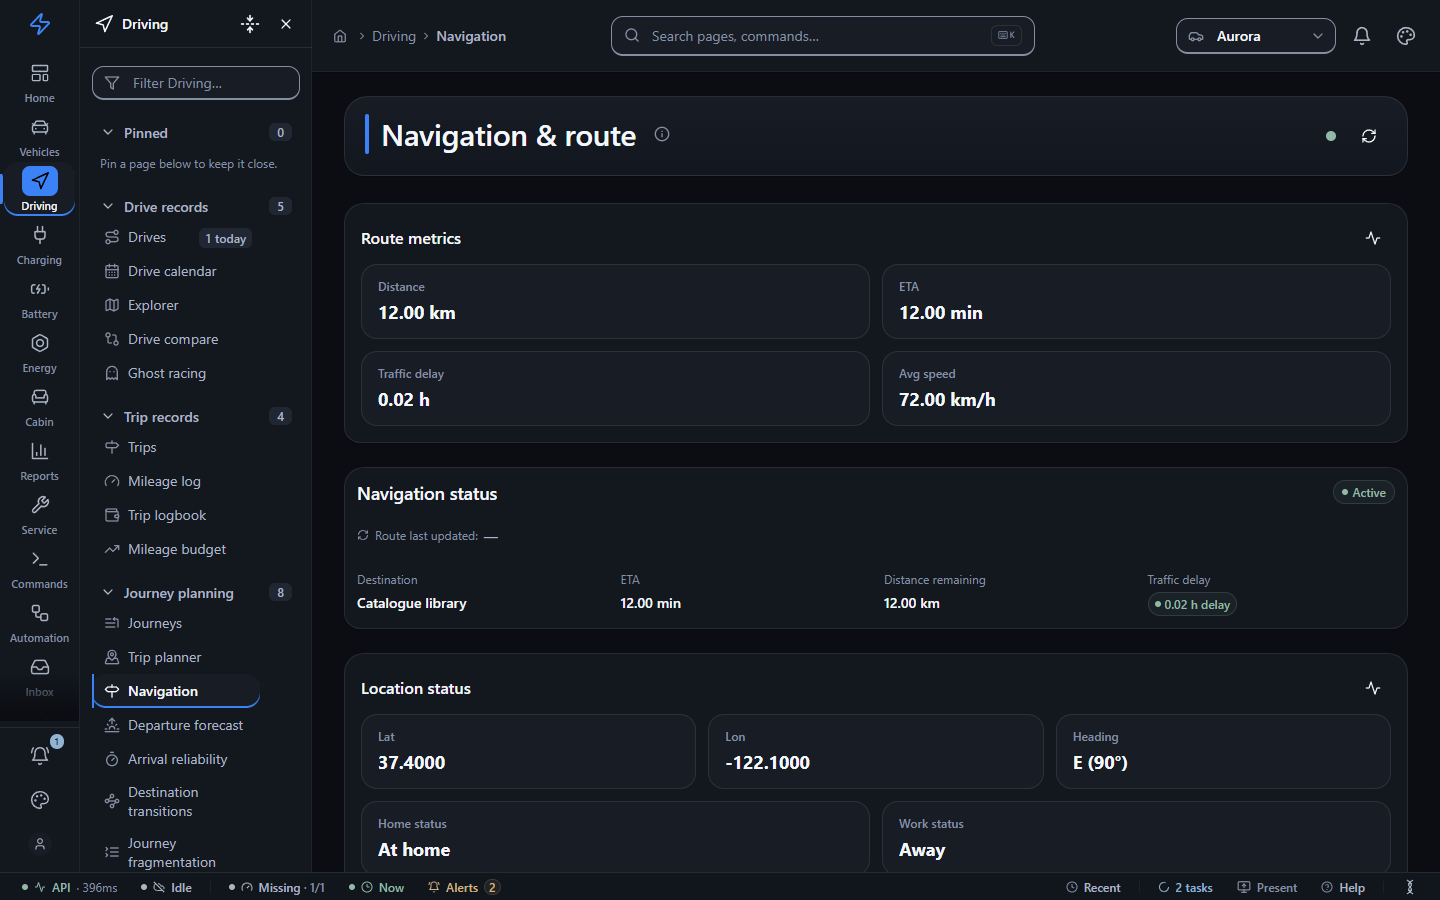 Home
Vehicles
Driving
Charging
Battery
Energy
Cabin
Reports
Service
Commands
Automation
Inbox
1
Driving
Filter Driving...
Pinned 0
Pin a page below to keep it close.
Drive records 5
Drives 1 today
Drive calendar
Explorer
Drive compare
Ghost racing
Trip records 4
Trips
Mileage log
Trip logbook
Mileage budget
Journey planning 8
Journeys
Trip planner
Navigation
Departure forecast
Arrival reliability
Destination
transitions
Journey
fragmentation
Driving Navigation
Search pages, commands... K
Aurora
Navigation & route
Route metrics
Distance
12.00 km
ETA
12.00 min
Traffic delay
0.02 h
Avg speed
72.00 km/h
Navigation status
Active
Route last updated: —
Destination
Catalogue library
ETA
12.00 min
Distance remaining
12.00 km
Traffic delay
0.02 h delay
Location status
Lat
37.4000
Lon
-122.1000
Heading
E (90°)
Home status
At home
Work status
Away
API · 396ms Idle Missing · 1/1 Now Alerts 2 Recent 2 tasks Present Help